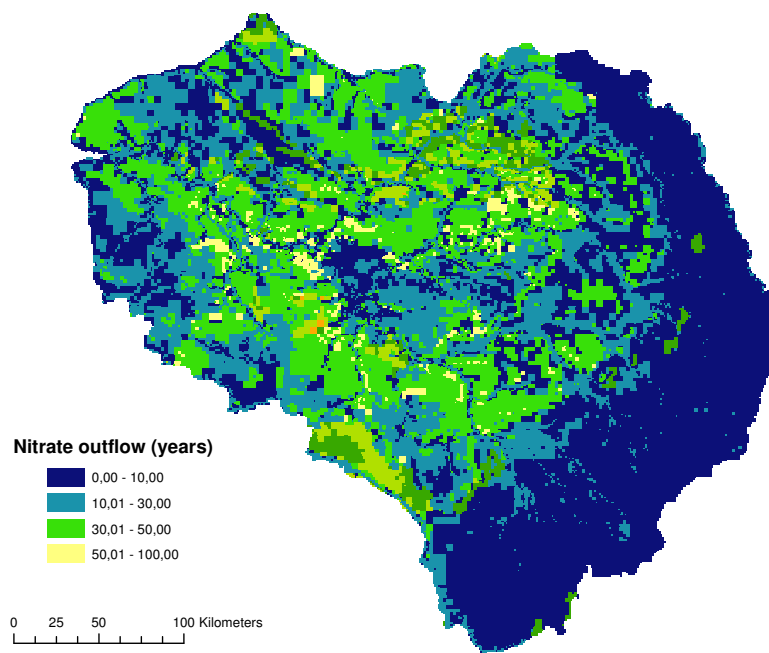 Nitrate outflow (years)
0,00 - 10,00
10,01 - 30,00
30,01 - 50,00
50,01 - 100,00
0 25 50 100 Kilometers